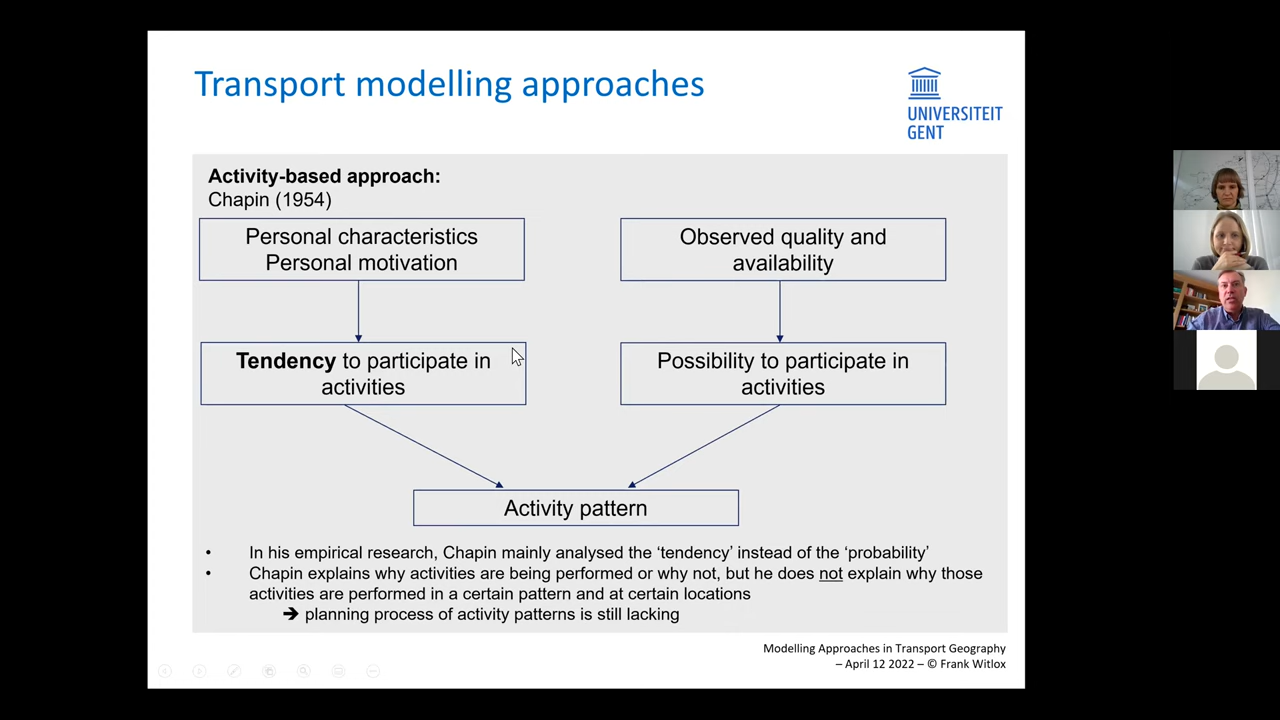 Transport modelling approaches
UNIVERSITEIT
GENT
Activity-based approach:
Chapin (1954)
Personal characteristics
Personal motivation
Observed quality and
availability
Tendency to participate in
activities
Possibility to participate in
activities
Activity pattern
• In his empirical research, Chapin mainly analysed the ‘tendency’ instead of the ‘probability’
• Chapin explains why activities are being performed or why not, but he does not explain why those
activities are performed in a certain pattern and at certain locations
➔ planning process of activity patterns is still lacking
Modelling Approaches in Transport Geography
– April 12 2022 – © Frank Witlox